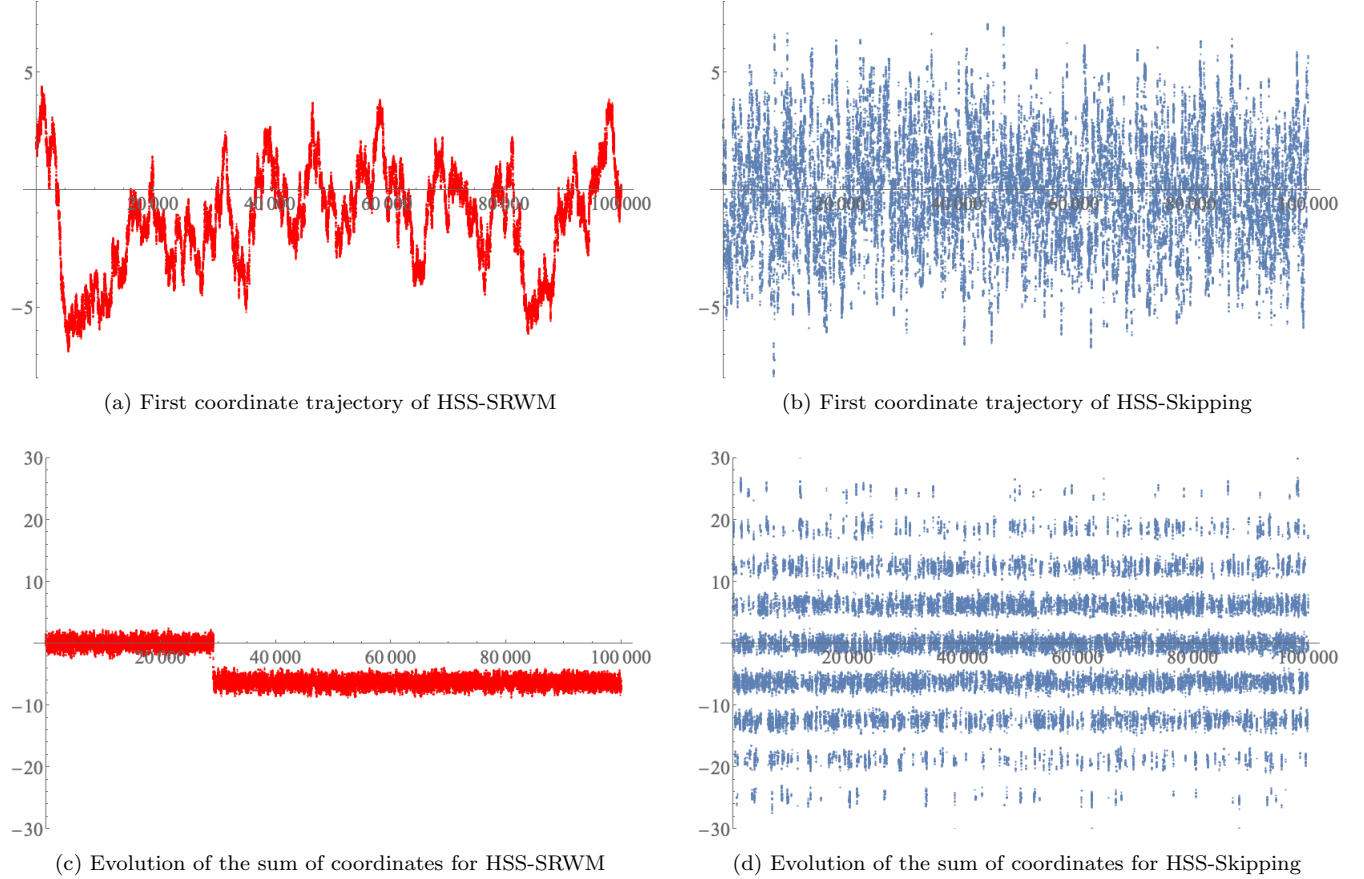 5
20 000 40 000 60 000 80 000 100 000
−5
(a) First coordinate trajectory of HSS-SRWM
5
20 000 40 000 60 000 80 000 100 000
−5
(b) First coordinate trajectory of HSS-Skipping
30
20
10
20 000 40 000 60 000 80 000 100 000
−10
−20
−30
(c) Evolution of the sum of coordinates for HSS-SRWM
30
20
10
20 000 40 000 60 000 80 000 100 000
−10
−20
−30
(d) Evolution of the sum of coordinates for HSS-Skipping